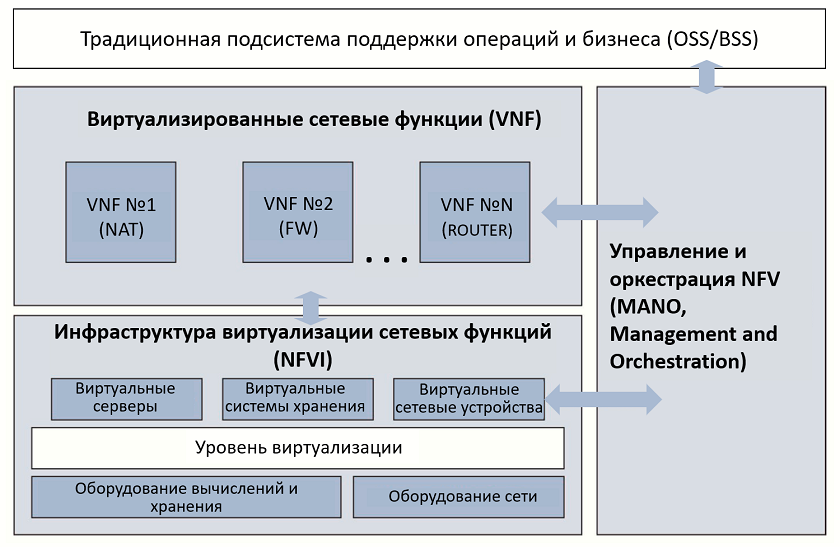 Традиционная подсистема поддержки операций и бизнеса (OSS/BSS)
Виртуализированные сетевые функции (VNF)
VNF №1
(NAT)
VNF №2
(FW)
...
VNF №N
(ROUTER)
Управление и
оркестрация NFV
(MANO,
Management and
Orchestration)
Инфраструктура виртуализации сетевых функций
(NFVI)
Виртуальные
серверы
Виртуальные
системы хранения
Виртуальные
сетевые устройства
Уровень виртуализации
Оборудование вычислений и
хранения
Оборудование сети